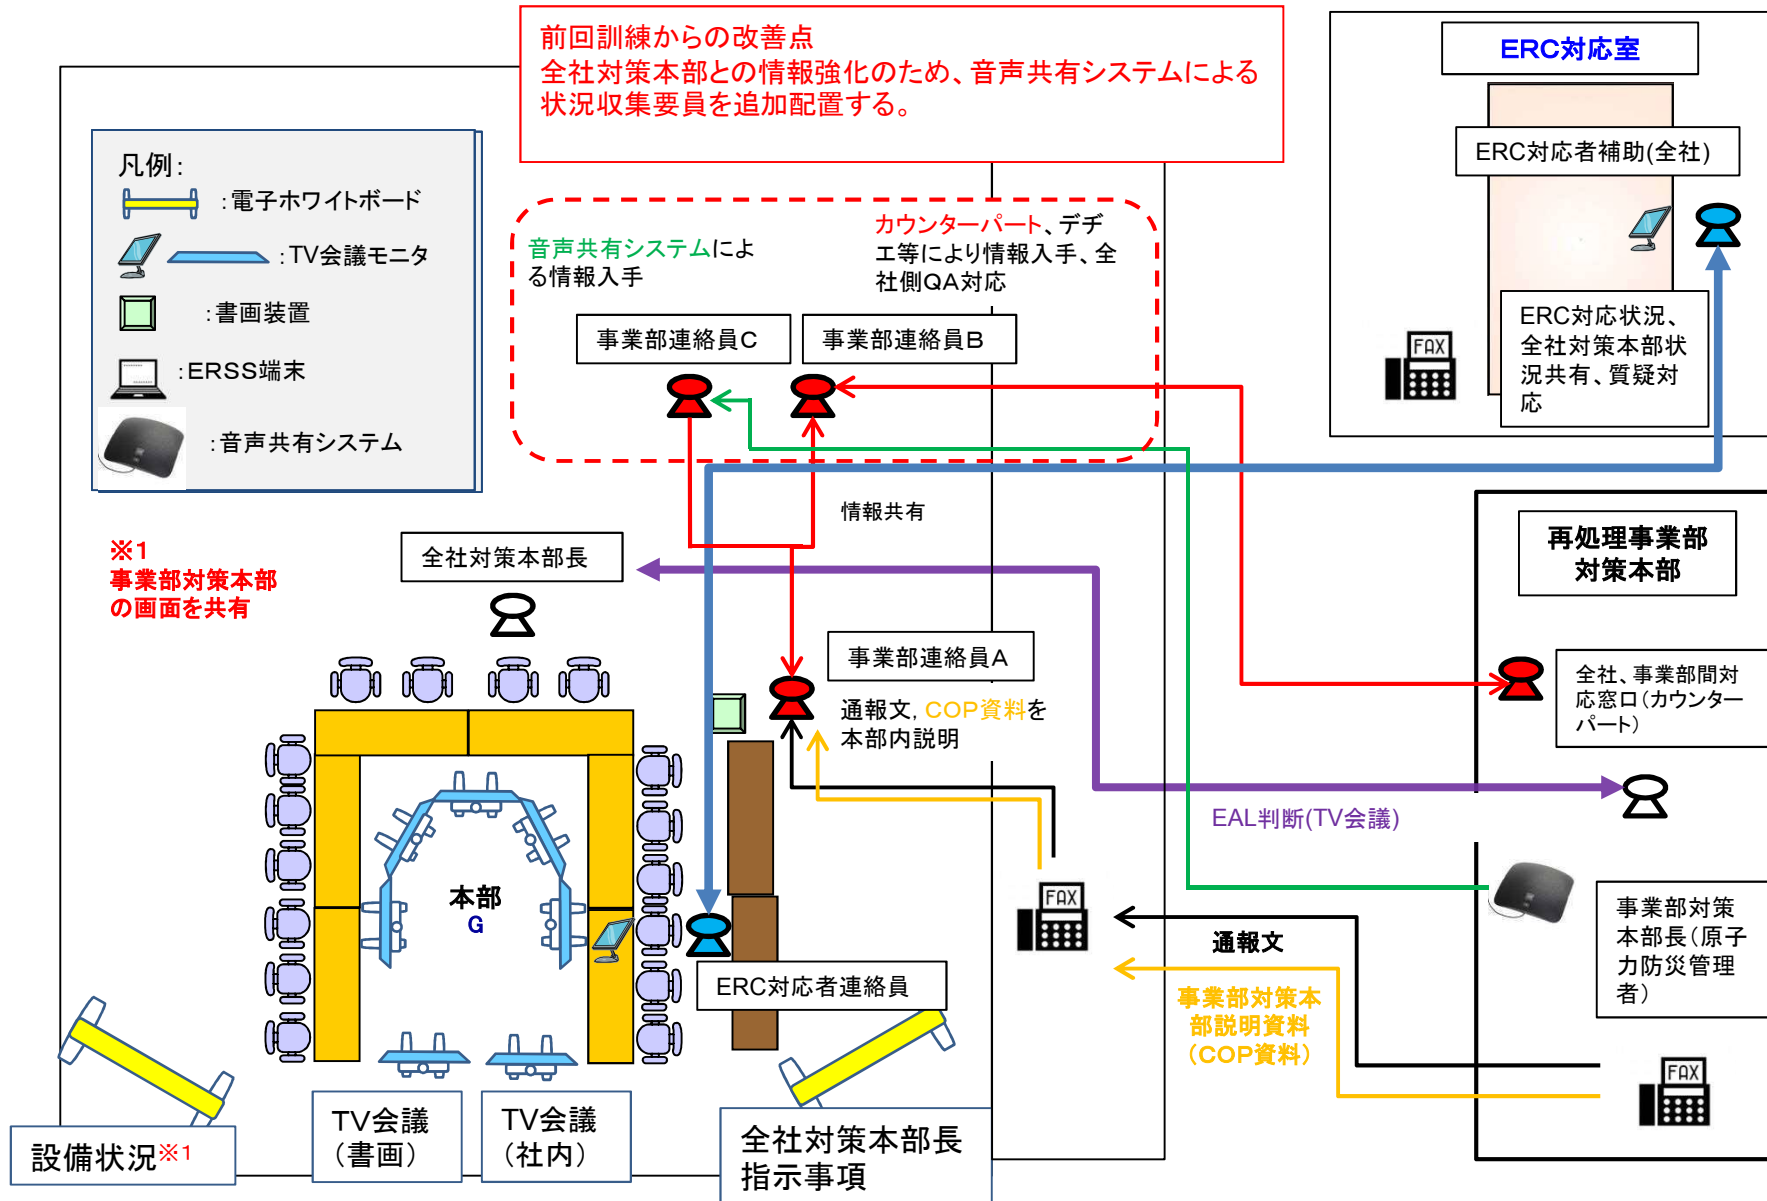 前回訓練からの改善点
全社対策本部との情報強化のため、音声共有システムによる
状況収集要員を追加配置する。
ERC対応室
ERC対応者補助(全社)
ERC対応状況、
全社対策本部状
況共有、質疑対
応
FAX
凡例：
：電子ホワイトボード
：TV会議モニタ
：書画装置
：ERSS端末
：音声共有システム
音声共有システムによ
る情報入手
カウンターパート、デヂ
エ等により情報入手、全
社側QA対応
事業部連絡員C
事業部連絡員B
情報共有
※1
事業部対策本部
の画面を共有
全社対策本部長
事業部連絡員A
通報文，COP資料を
本部内説明
再処理事業部
対策本部
全社、事業部間対
応窓口（カウンター
パート）
EAL判断(TV会議)
本部
G
FAX
通報文
事業部対策本
部説明資料
（COP資料）
ERC対応者連絡員
事業部対策
本部長（原子
力防災管理
者）
FAX
設備状況※1
TV会議
（書画）
TV会議
（社内）
全社対策本部長
指示事項